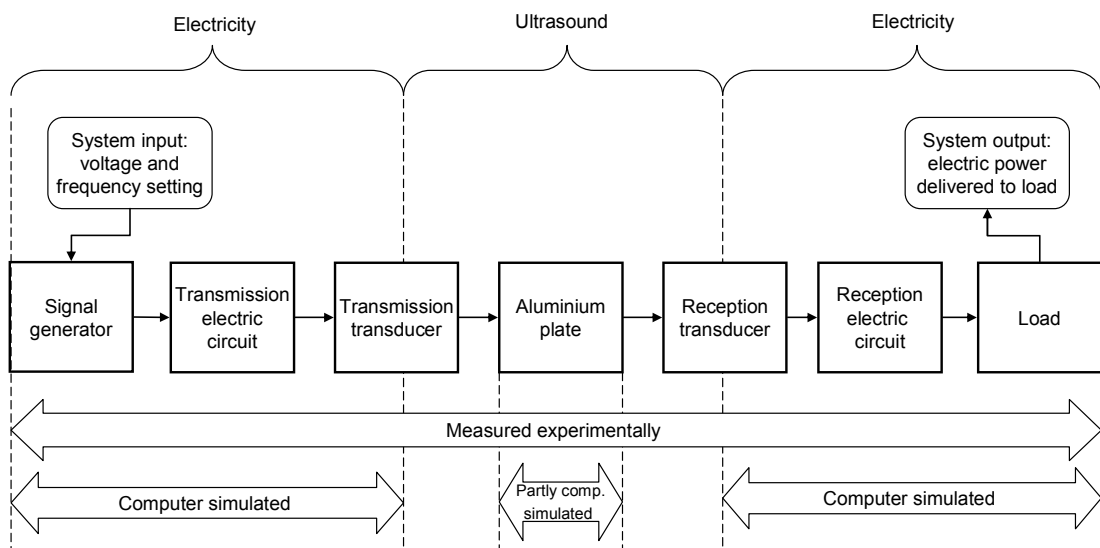 Electricity
Ultrasound
Electricity
System input:
voltage and
frequency setting
System output:
electric power
delivered to load
Signal
generator
Transmission
electric
circuit
Transmission
transducer
Aluminium
plate
Reception
transducer
Reception
electric
circuit
Load
Measured experimentally
Computer simulated
Partly comp.
simulated
Computer simulated